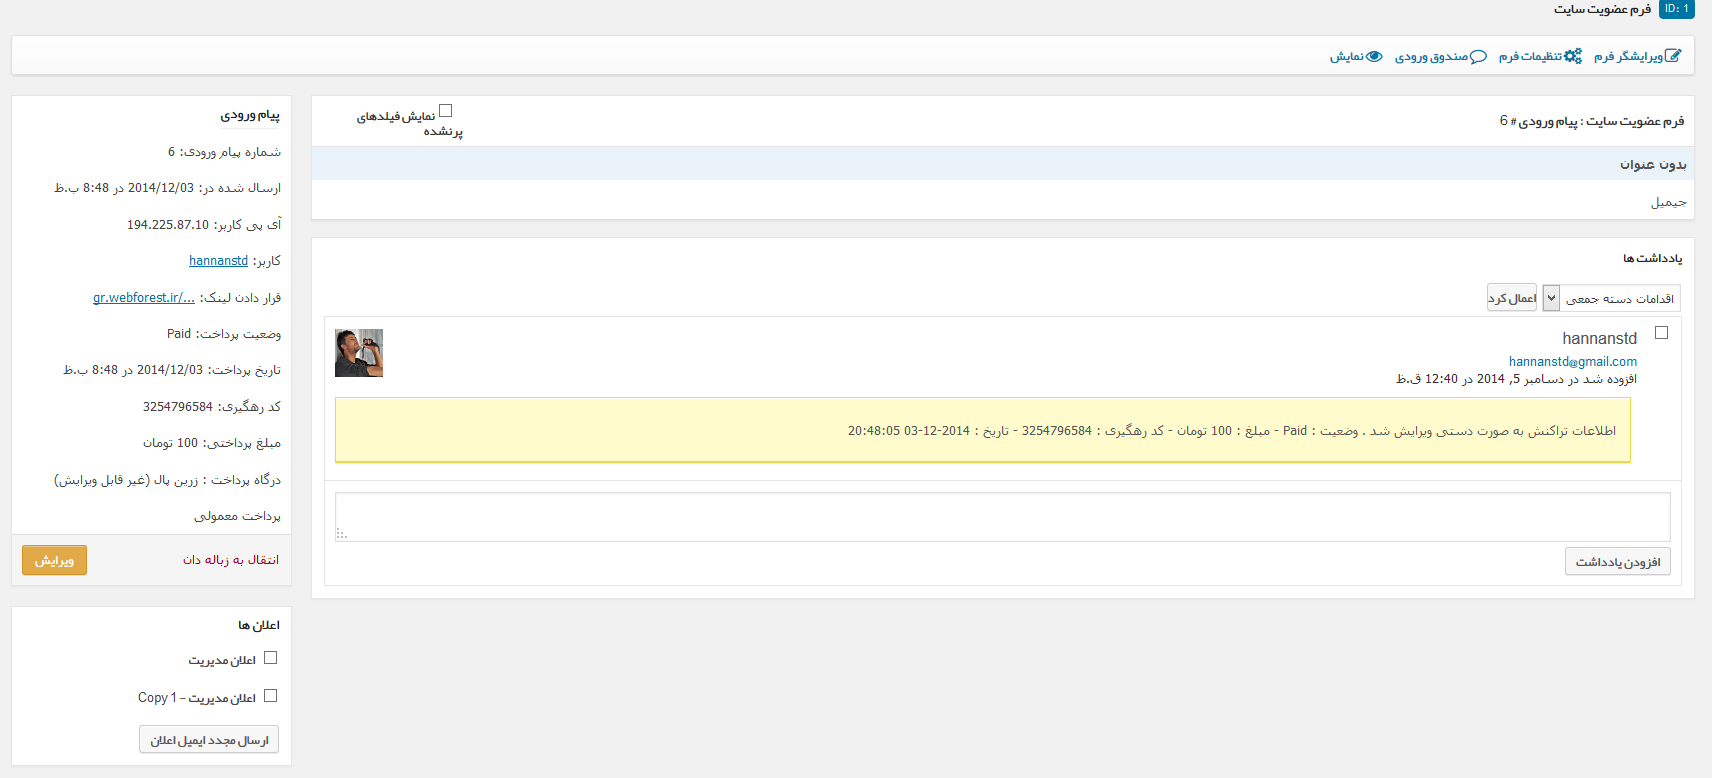 ID: 1 فرم عضویت سایت
ویرایشگر فرم تنظیمات فرم صندوق ورودی نمایش
فرم عضویت سایت : پیام ورودی # 6
نمایش فیلدهای
پرنشده
بدون عنوان
جیمیل
یادداشت ها
اقدامات دسته جمعی اعمال کرد
hannanstd
hannanstd@gmail.com
افزوده شد در دسامبر 5, 2014 در 12:40 ق.ظ
اطلاعات تراکنش به صورت دستی ویرایش شد . وضعیت : Paid - مبلغ : 100 تومان - کد رهگیری : 3254796584 - تاریخ : 2014-12-03 20:48:05
افزودن یادداشت
پیام ورودی
شماره پیام ورودی: 6
ارسال شده در: 2014/12/03 در 8:48 ب.ظ
آی پی کاربر: 194.225.87.10
کاربر: hannanstd
قرار دادن لینک: gr.webforest.ir/...
وضعیت پرداخت: Paid
تاریخ پرداخت: 2014/12/03 در 8:48 ب.ظ
کد رهگیری: 3254796584
مبلغ پرداختی: 100 تومان
درگاه پرداخت : زرین پال (غیر قابل ویرایش)
پرداخت معمولی
انتقال به زباله دان ویرایش
اعلان ها
اعلان مدیریت
اعلان مدیریت – Copy 1
ارسال مجدد ایمیل اعلان